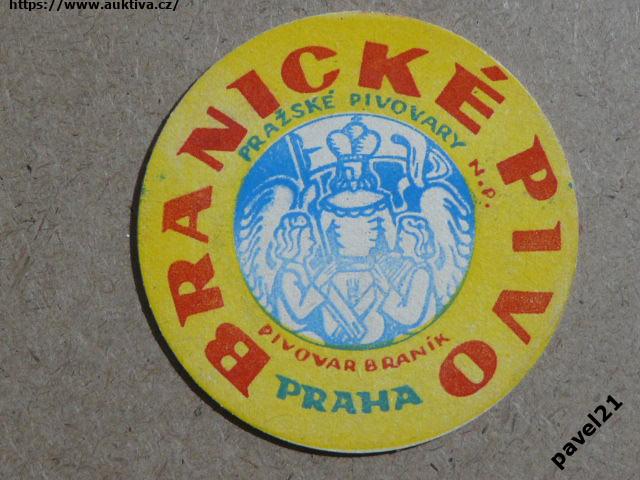 https://www.auktiva.cz/
BRANICKÉ PIVO
PRAŽSKÉ PIVOVARY N.P.
PIVOVAR BRANÍK
PRAHA
pavel21